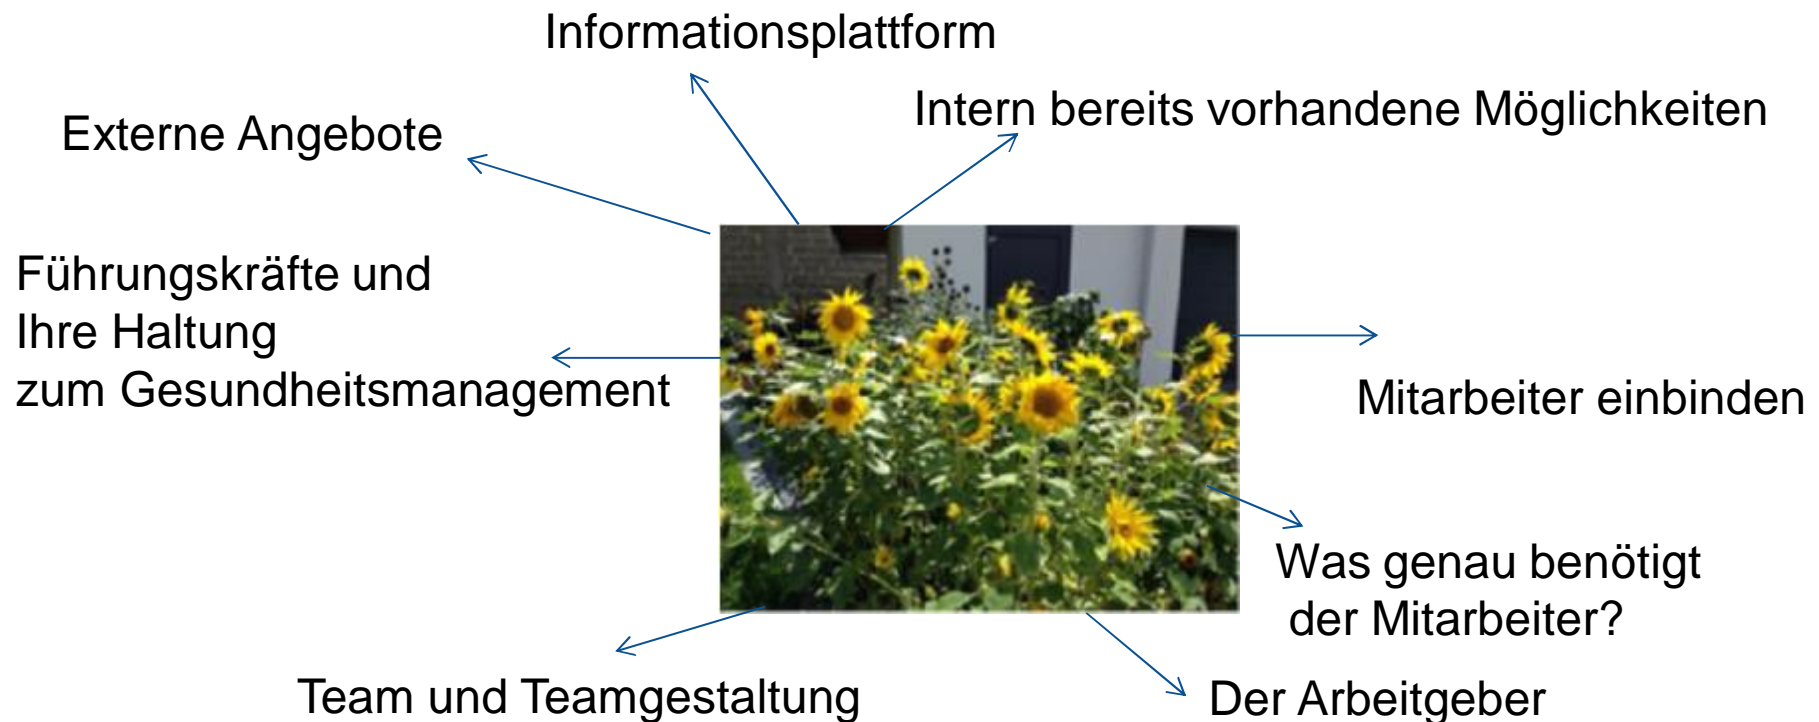 Informationsplattform
Intern bereits vorhandene Möglichkeiten
Externe Angebote
Führungskräfte und
Ihre Haltung
zum Gesundheitsmanagement
Mitarbeiter einbinden
Was genau benötigt
der Mitarbeiter?
Team und Teamgestaltung
Der Arbeitgeber